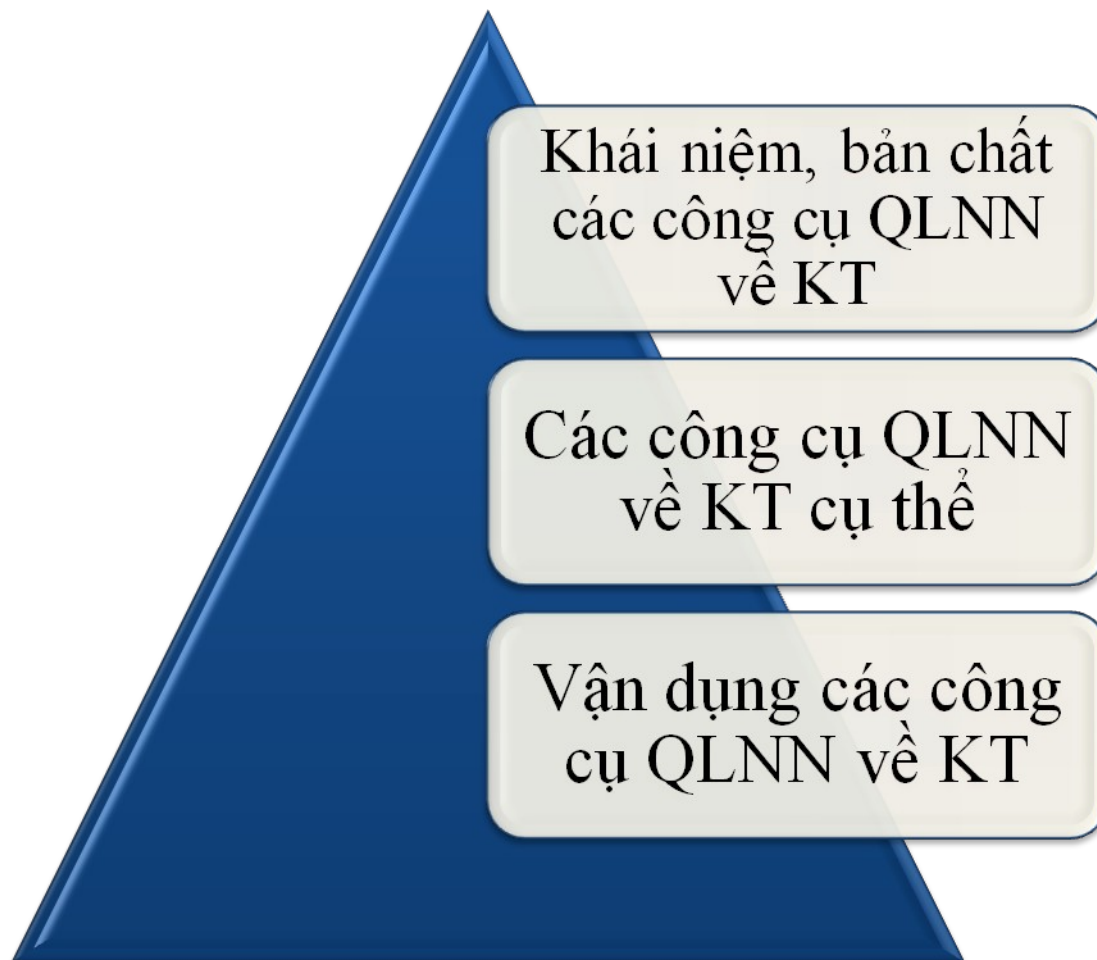 Khái niệm, bản chất
các công cụ QLNN
về KT
Các công cụ QLNN
về KT cụ thể
Vận dụng các công
cụ QLNN về KT